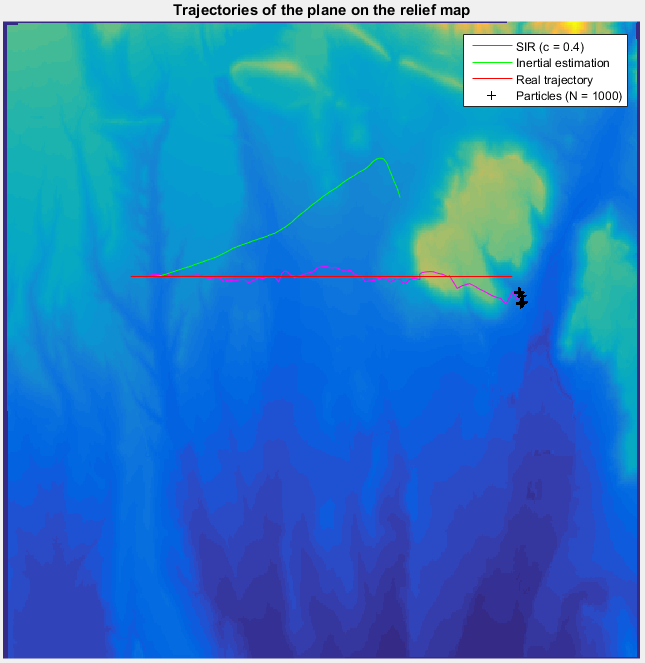 Trajectories of the plane on the relief map
SIR (c = 0.4)
Inertial estimation
Real trajectory
Particles (N = 1000)